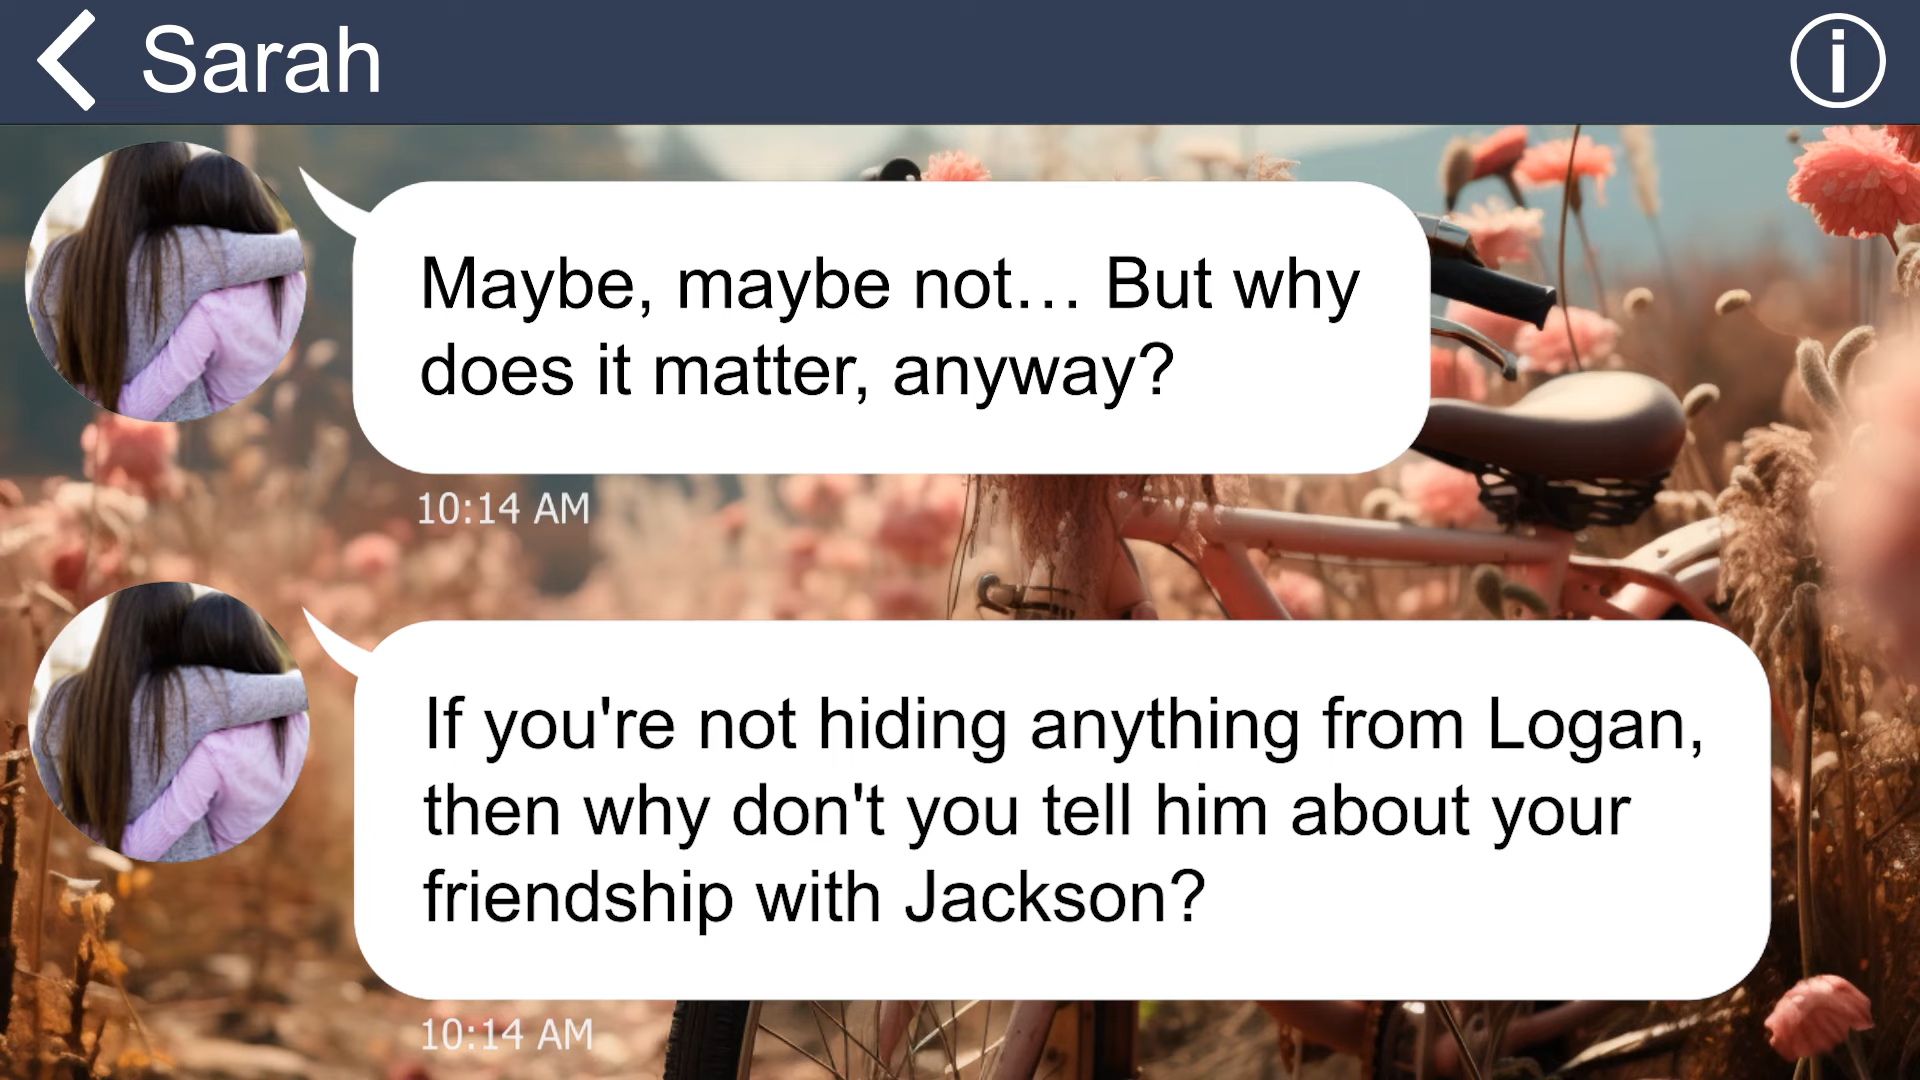 Sarah
Maybe, maybe not… But why
does it matter, anyway?
10:14 AM
If you're not hiding anything from Logan,
then why don't you tell him about your
friendship with Jackson?
10:14 AM